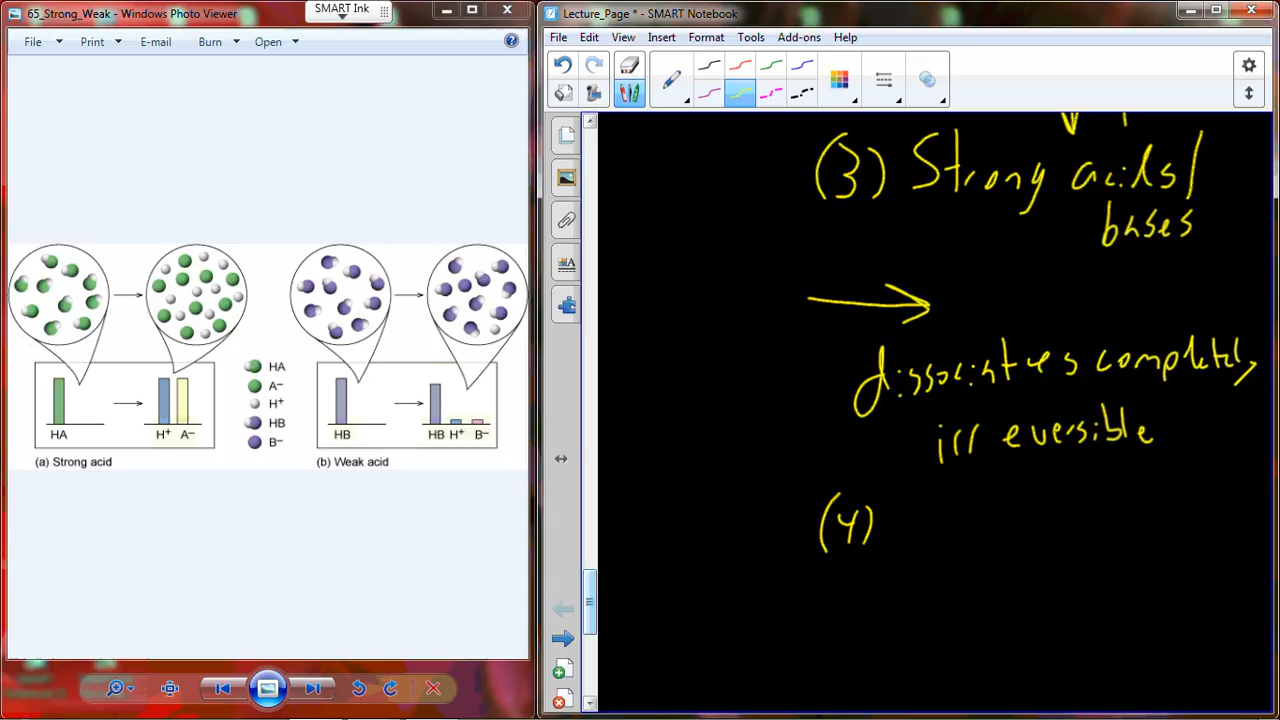 65_Strong_Weak - Windows Photo Viewer
SMART Ink
File Print E-mail Burn Open
HA
H+ A−
HA
A−
H+
HB
B−
HB
HB H+ B−
(a) Strong acid
(b) Weak acid
Lecture_Page * - SMART Notebook
File Edit View Insert Format Tools Add-ons Help
(3) Strong acids/
bases
dissociates completely,
irreversible
(4)